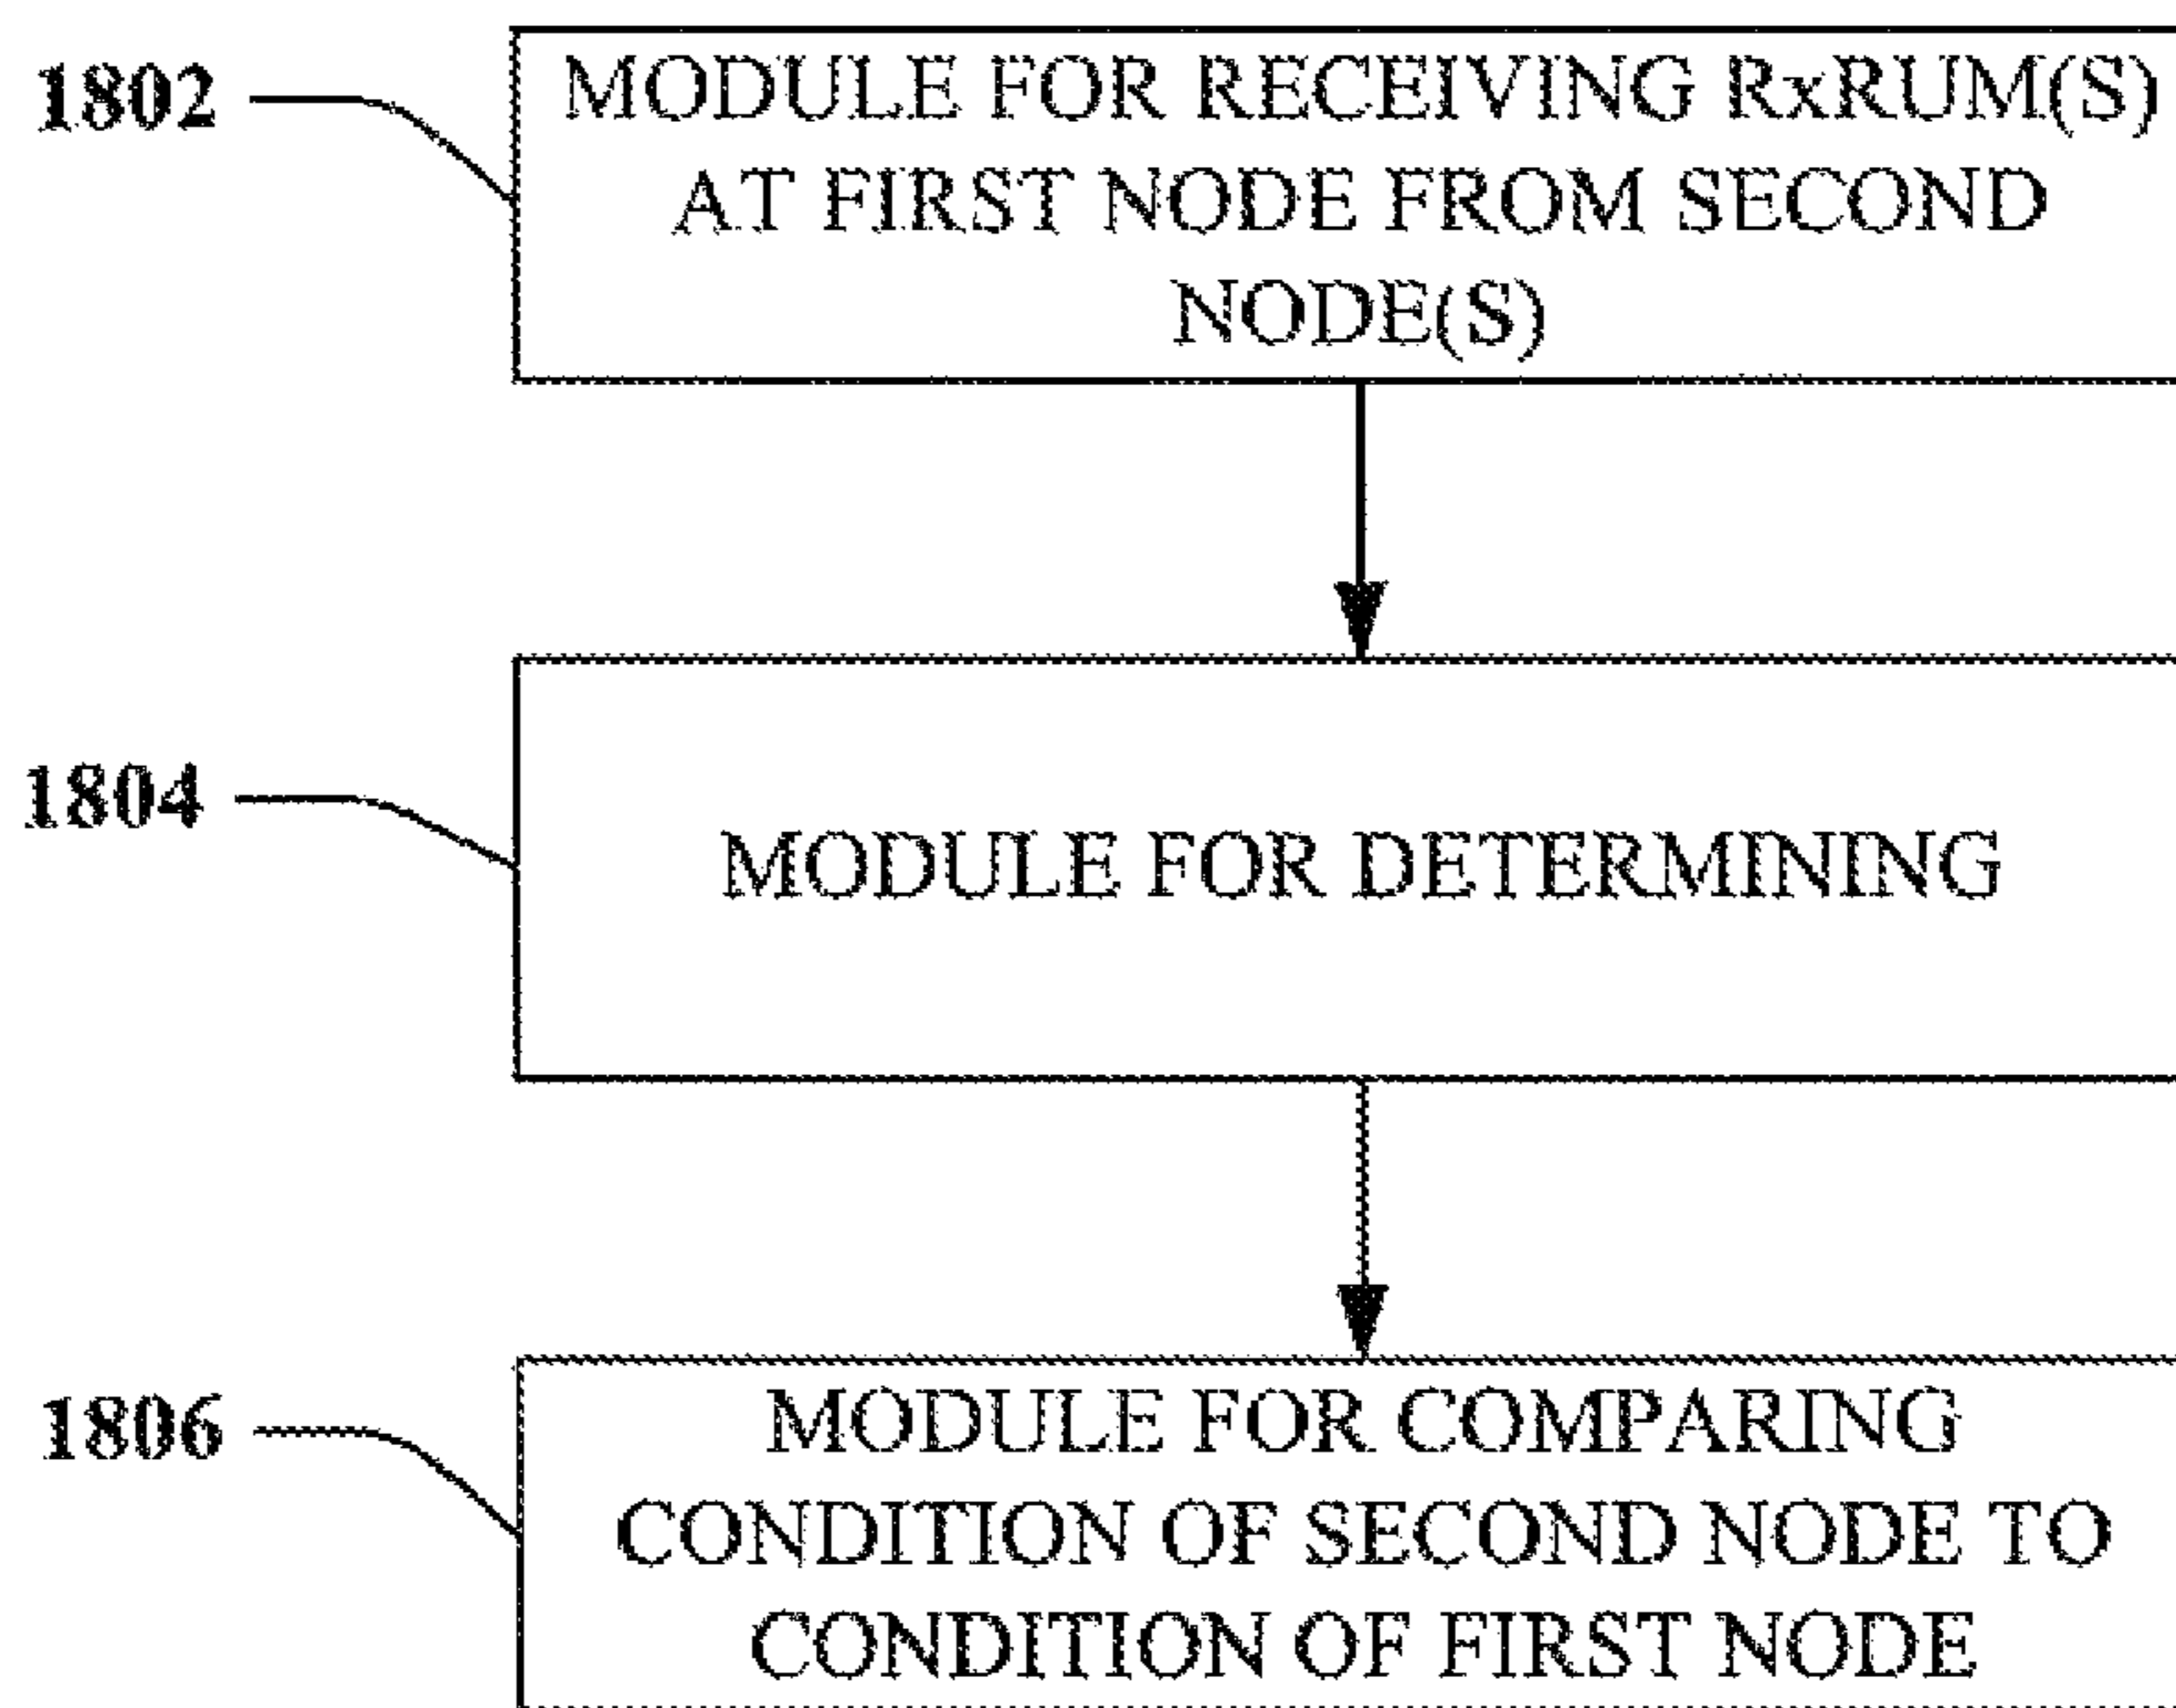 1802
MODULE FOR RECEIVING RxRUM(S)
AT FIRST NODE FROM SECOND
NODE(S)
1804
MODULE FOR DETERMINING
1806
MODULE FOR COMPARING
CONDITION OF SECOND NODE TO
CONDITION OF FIRST NODE